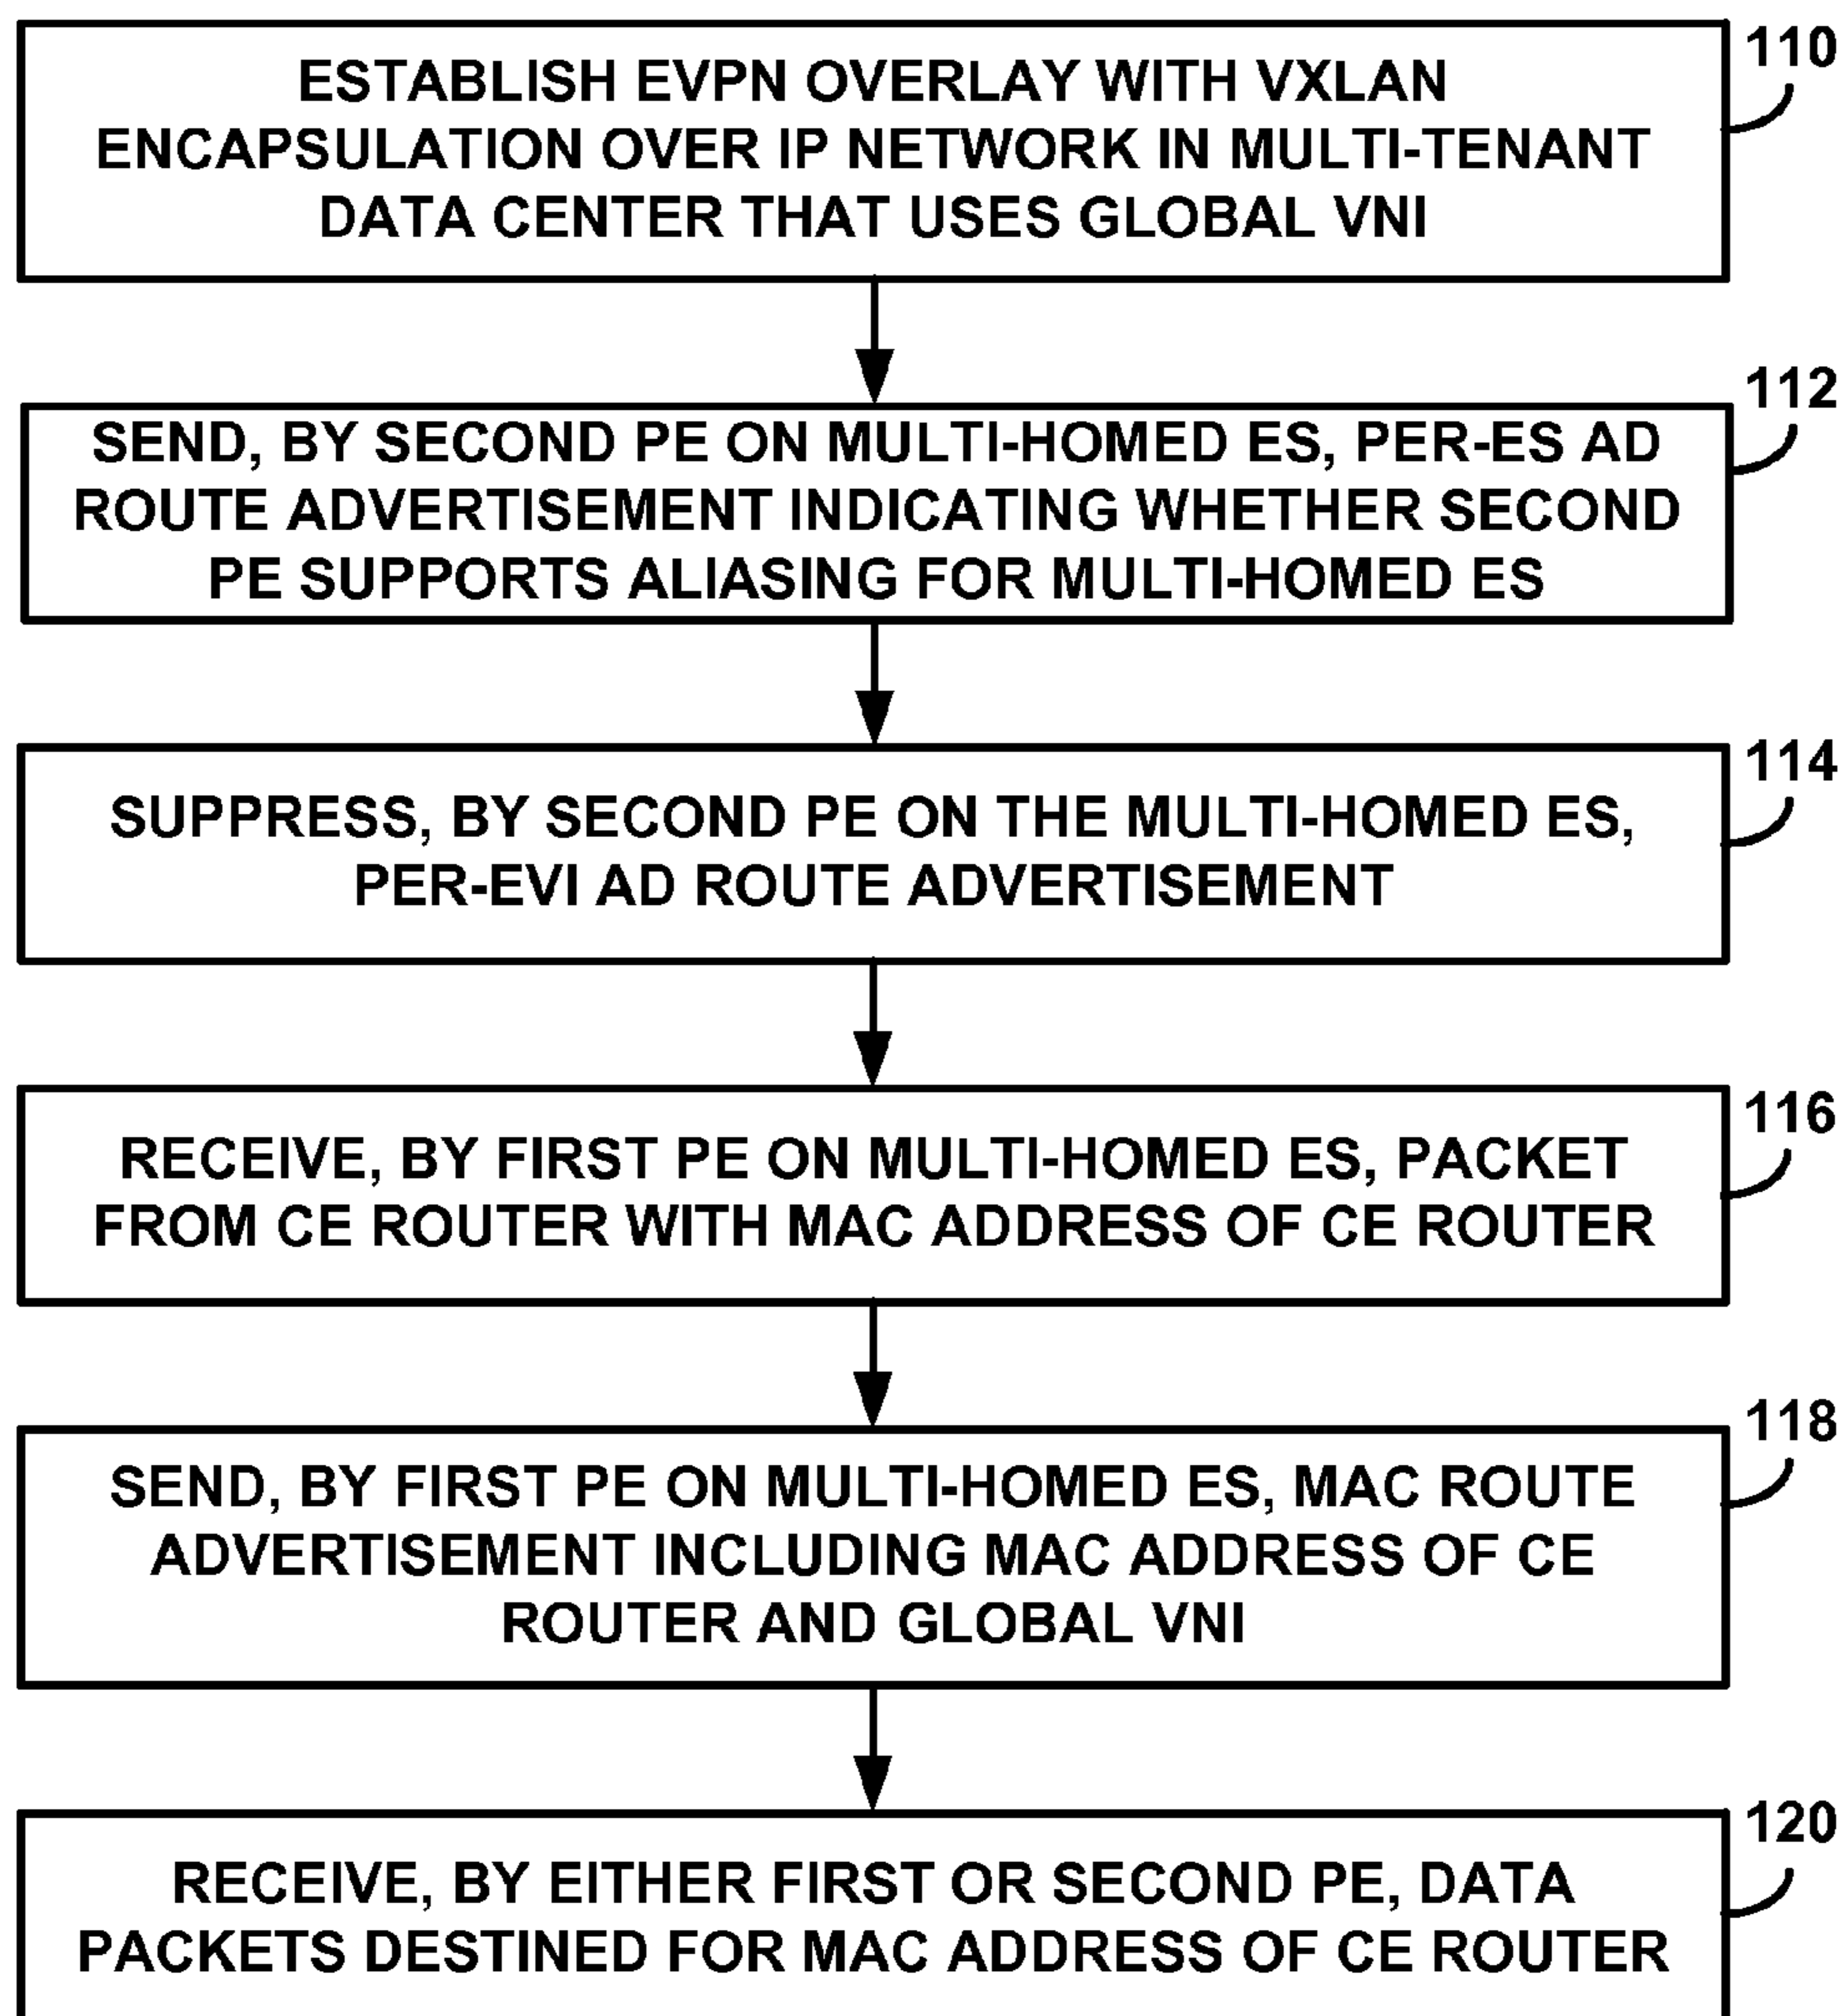 110
ESTABLISH EVPN OVERLAY WITH VXLAN
ENCAPSULATION OVER IP NETWORK IN MULTI-TENANT
DATA CENTER THAT USES GLOBAL VNI
112
SEND, BY SECOND PE ON MULTI-HOMED ES, PER-ES AD
ROUTE ADVERTISEMENT INDICATING WHETHER SECOND
PE SUPPORTS ALIASING FOR MULTI-HOMED ES
114
SUPPRESS, BY SECOND PE ON THE MULTI-HOMED ES,
PER-EVI AD ROUTE ADVERTISEMENT
116
RECEIVE, BY FIRST PE ON MULTI-HOMED ES, PACKET
FROM CE ROUTER WITH MAC ADDRESS OF CE ROUTER
118
SEND, BY FIRST PE ON MULTI-HOMED ES, MAC ROUTE
ADVERTISEMENT INCLUDING MAC ADDRESS OF CE
ROUTER AND GLOBAL VNI
120
RECEIVE, BY EITHER FIRST OR SECOND PE, DATA
PACKETS DESTINED FOR MAC ADDRESS OF CE ROUTER